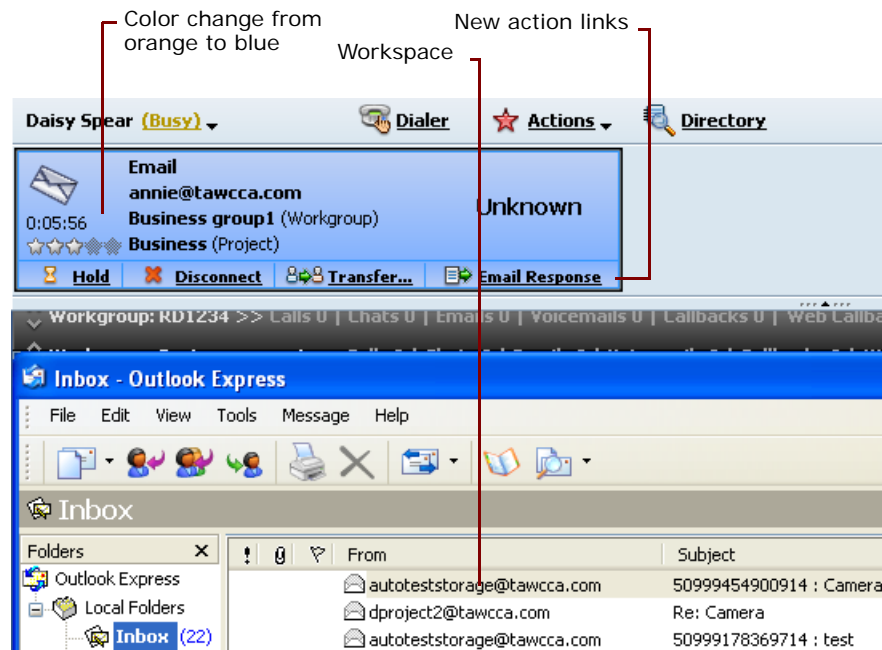 Color change from
orange to blue
New action links
Workspace
Daisy Spear (Busy)
Dialer
Actions
Directory
Email
annie@tawcca.com
Unknown
0:05:56
Business group1 (Workgroup)
Business (Project)
Hold
Disconnect
Transfer...
Email Response
Workgroup: RD1234 >> Calls 0 | Chats 0 | Emails 0 | Voicemails 0 | Callbacks 0 | Web Callba
Inbox - Outlook Express
File Edit View Tools Message Help
Inbox
Folders X
! From Subject
Outlook Express
autoteststorage@tawcca.com 50999454900914 : Camera
Local Folders
dproject2@tawcca.com Re: Camera
Inbox (22)
autoteststorage@tawcca.com 50999178369714 : test